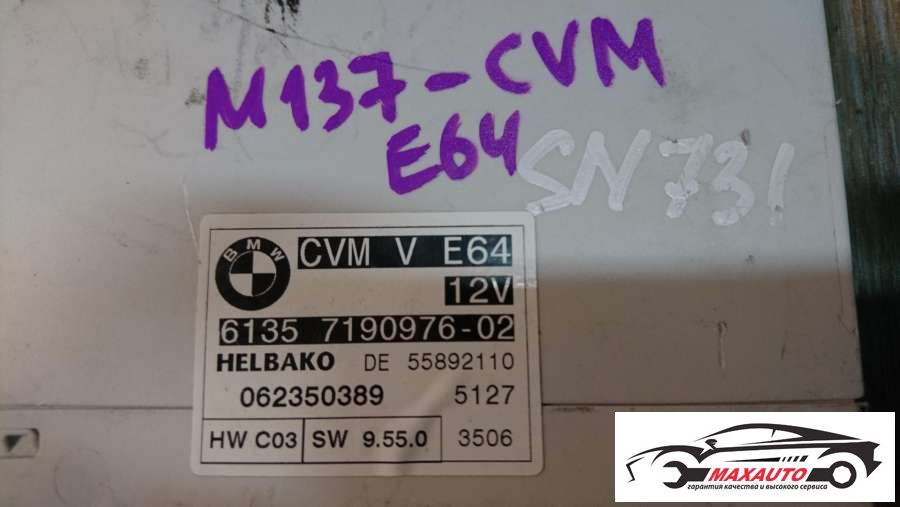 M137-CVM
E64
SN731
BMW
CVM V E64
12V
6135 7190976-02
HELBAKO DE 55892110
062350389 5127
HW C03 SW 9.55.0 3506
MAXAUTO
гарантия качества и высокого сервиса